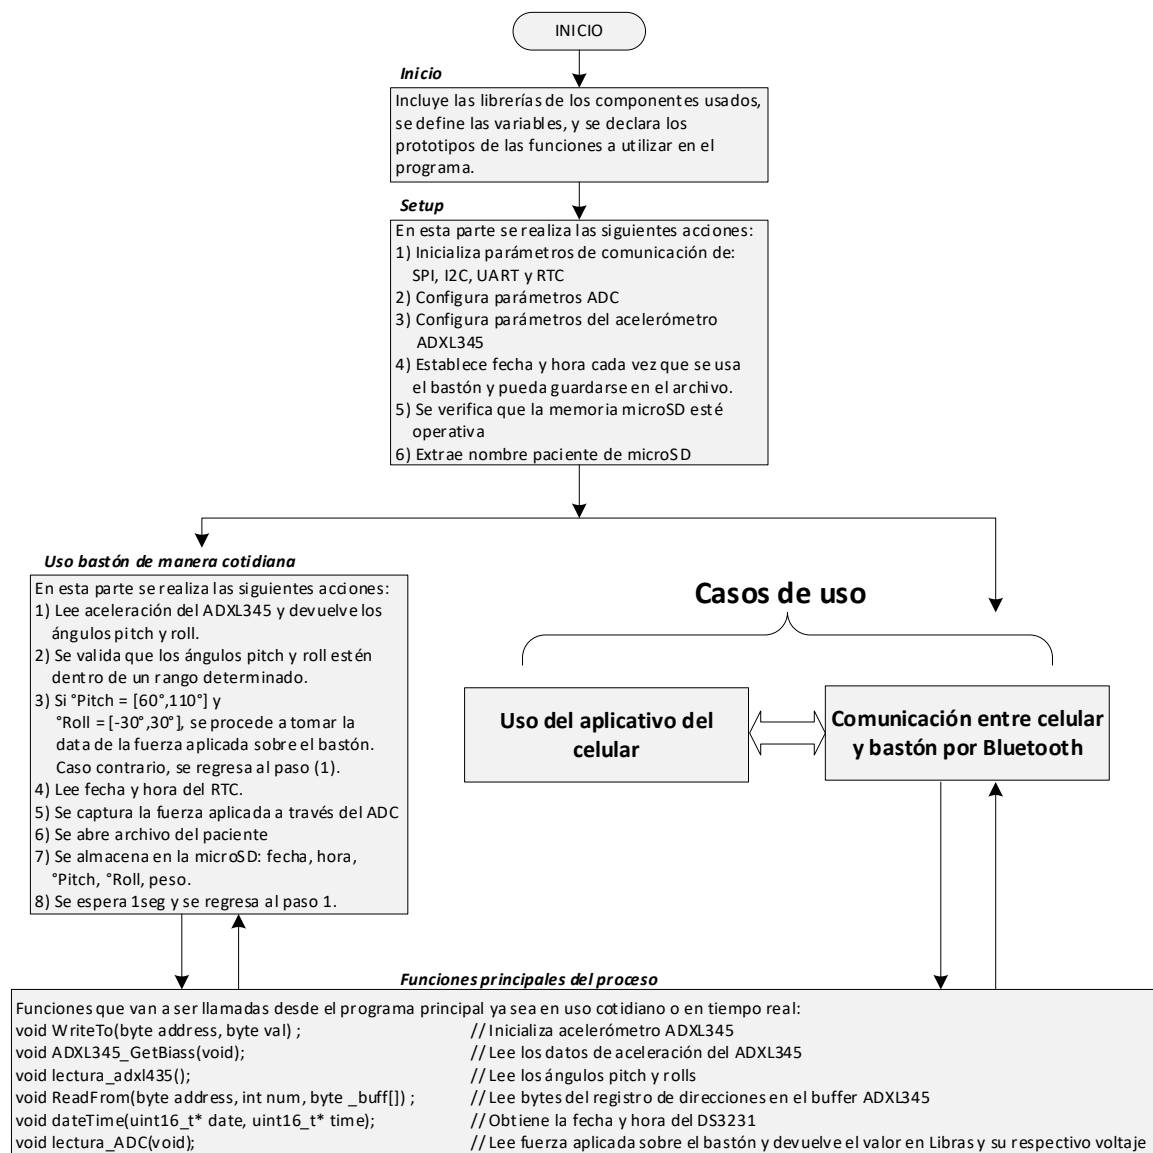 INICIO
Inicio
Incluye las librerías de los componentes usados,
se define las variables, y se declara los
prototipos de las funciones a utilizar en el
programa.
Setup
En esta parte se realiza las siguientes acciones:
1) Inicializa parámetros de comunicación de:
SPI, I2C, UART y RTC
2) Configura parámetros ADC
3) Configura parámetros del acelerómetro
ADXL345
4) Establece fecha y hora cada vez que se usa
el bastón y pueda guardarse en el archivo.
5) Se verifica que la memoria microSD esté
operativa
6) Extrae nombre paciente de microSD
Uso bastón de manera cotidiana
En esta parte se realiza las siguientes acciones:
1) Lee aceleración del ADXL345 y devuelve los
ángulos pitch y roll.
2) Se valida que los ángulos pitch y roll estén
dentro de un rango determinado.
3) Si °Pitch = [60°,110°] y
°Roll = [-30°,30°], se procede a tomar la
data de la fuerza aplicada sobre el bastón.
Caso contrario, se regresa al paso (1).
4) Lee fecha y hora del RTC.
5) Se captura la fuerza aplicada a través del ADC
6) Se abre archivo del paciente
7) Se almacena en la microSD: fecha, hora,
°Pitch, °Roll, peso.
8) Se espera 1seg y se regresa al paso 1.
Casos de uso
Uso del aplicativo del
celular
Comunicación entre celular
y bastón por Bluetooth
Funciones principales del proceso
Funciones que van a ser llamadas desde el programa principal ya sea en uso cotidiano o en tiempo real:
void WriteTo(byte address, byte val) ; // Inicializa acelerómetro ADXL345
void ADXL345_GetBiass(void); // Lee los datos de aceleración del ADXL345
void lectura_adxl435(); // Lee los ángulos pitch y rolls
void ReadFrom(byte address, int num, byte _buff[]) ; // Lee bytes del registro de direcciones en el buffer ADXL345
void dateTime(uint16_t* date, uint16_t* time); // Obtiene la fecha y hora del DS3231
void lectura_ADC(void); // Lee fuerza aplicada sobre el bastón y devuelve el valor en Libras y su respectivo voltaje